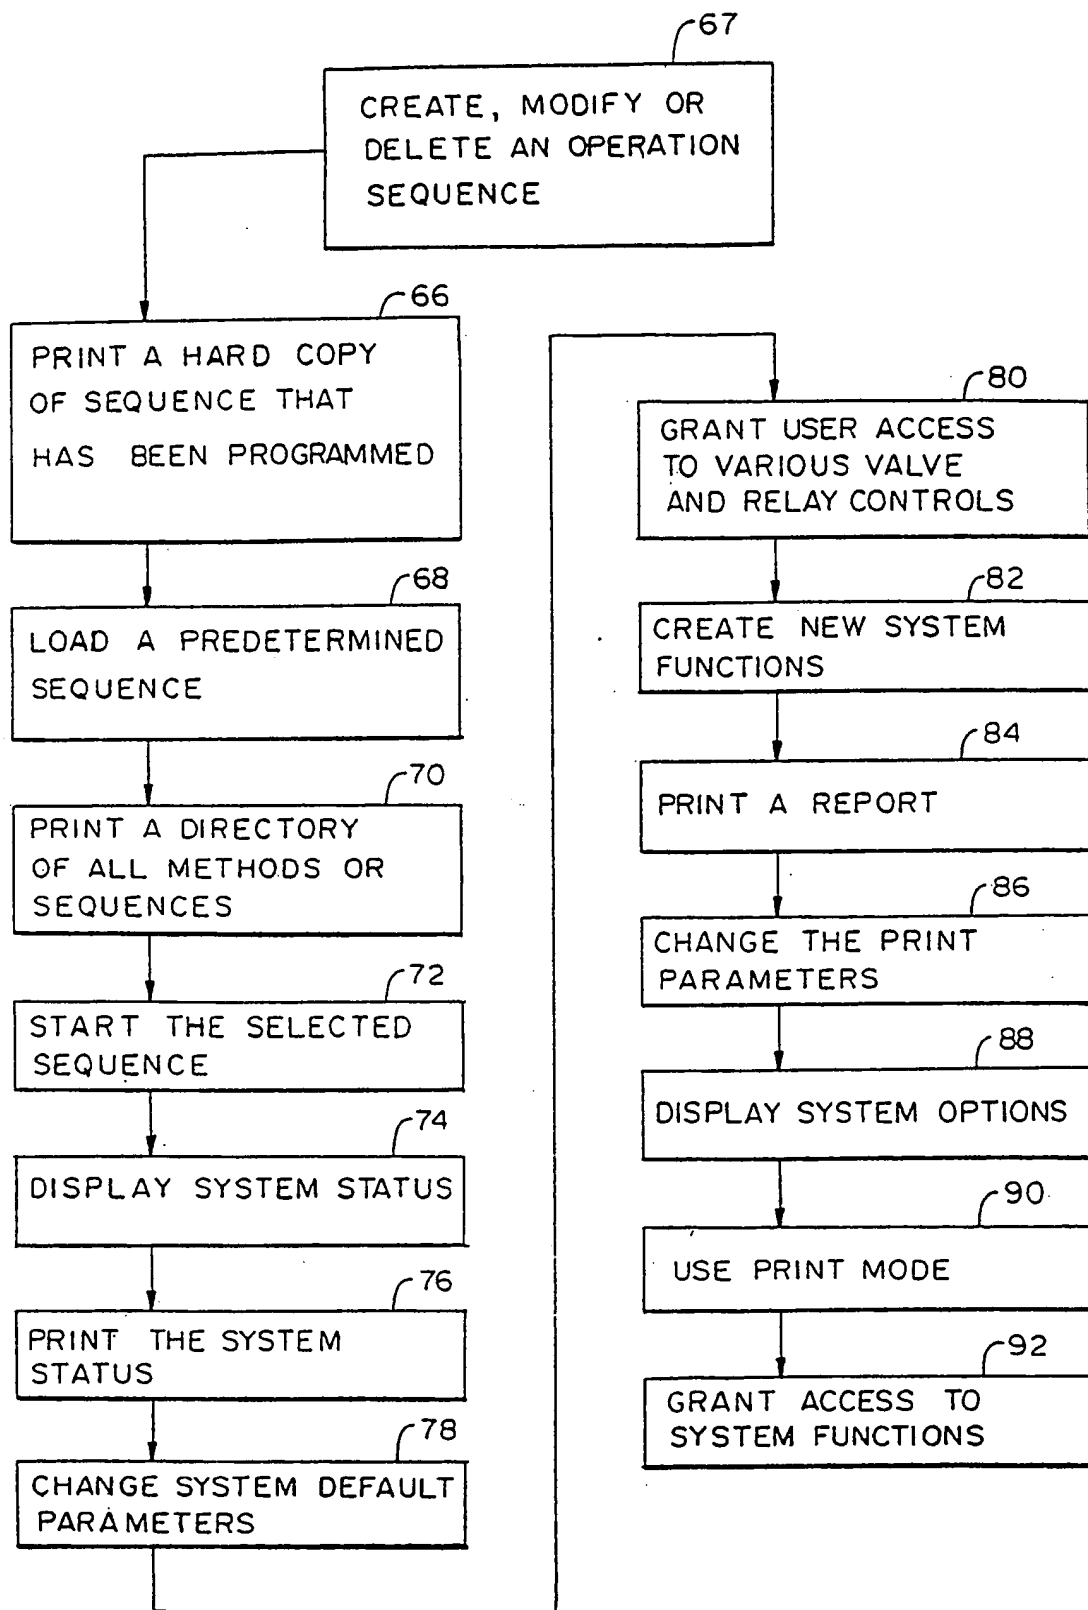 67
CREATE, MODIFY OR
DELETE AN OPERATION
SEQUENCE
66
PRINT A HARD COPY
OF SEQUENCE THAT
HAS BEEN PROGRAMMED
68
LOAD A PREDETERMINED
SEQUENCE
70
PRINT A DIRECTORY
OF ALL METHODS OR
SEQUENCES
72
START THE SELECTED
SEQUENCE
74
DISPLAY SYSTEM STATUS
76
PRINT THE SYSTEM
STATUS
78
CHANGE SYSTEM DEFAULT
PARAMETERS
80
GRANT USER ACCESS
TO VARIOUS VALVE
AND RELAY CONTROLS
82
CREATE NEW SYSTEM
FUNCTIONS
84
PRINT A REPORT
86
CHANGE THE PRINT
PARAMETERS
88
DISPLAY SYSTEM OPTIONS
90
USE PRINT MODE
92
GRANT ACCESS TO
SYSTEM FUNCTIONS